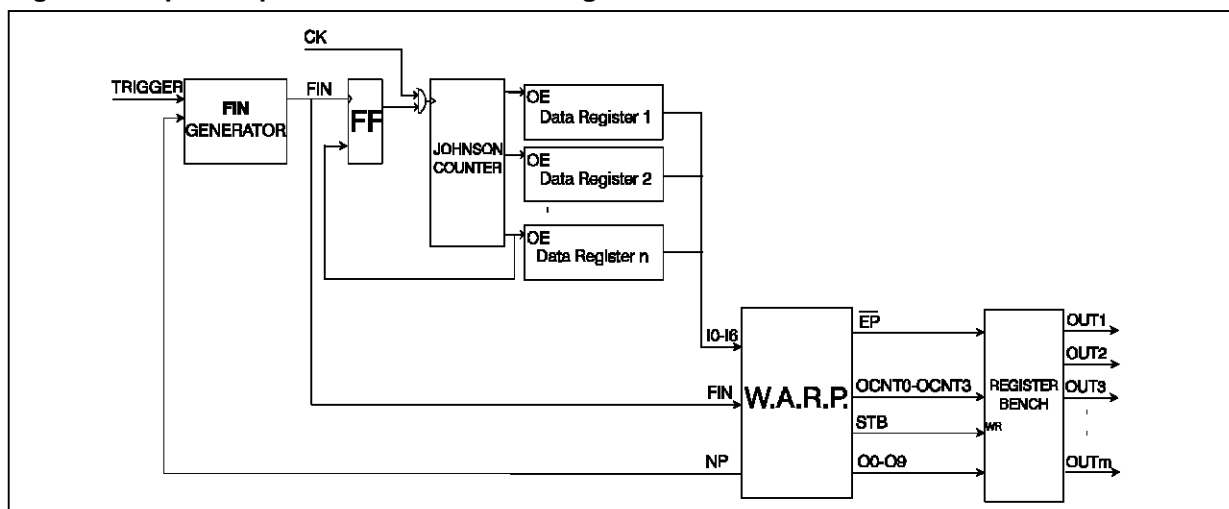 CK
TRIGGER
FIN
GENERATOR
FIN
FF
JOHNSON
COUNTER
OE
Data Register 1
OE
Data Register 2
OE
Data Register n
I0-I6
FIN
NP
W.A.R.P.
EP
OCNT0-OCNT3
STB
O0-O9
REGISTER
BENCH
WR
OUT1
OUT2
OUT3
OUTm